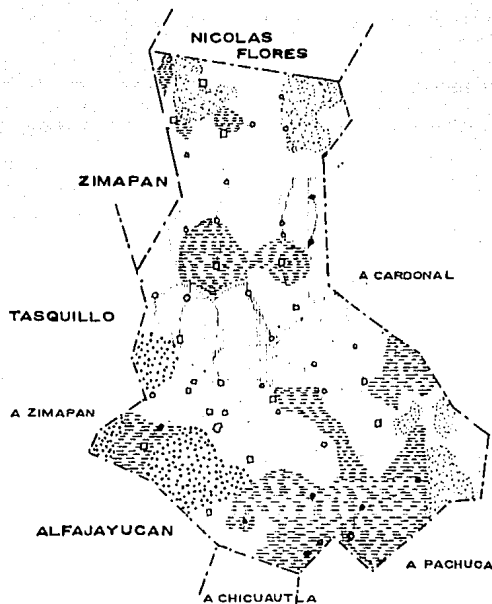 NICOLAS
FLORES
ZIMAPAN
A CARDONAL
TASQUILLO
A ZIMAPAN
ALFAJAYUCAN
A PACHUCA
A CHICUAUTLA